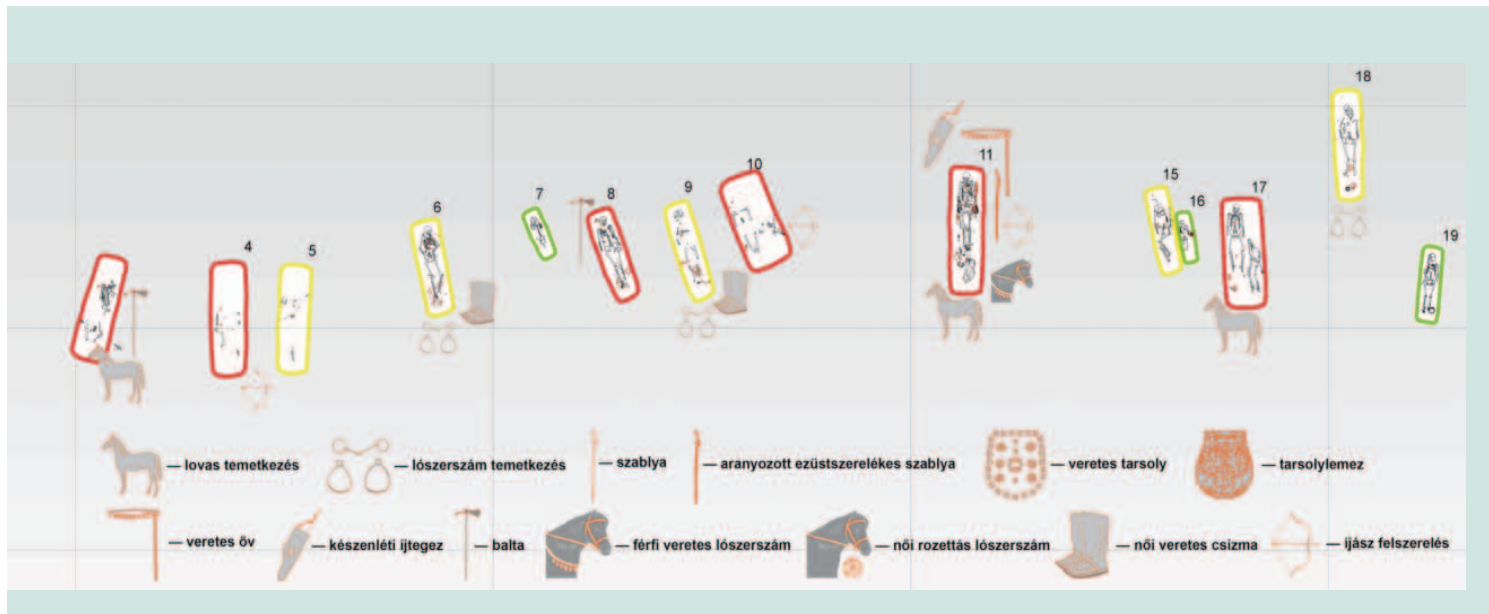 18
10
11
9
15
7
8
16
17
6
4
5
19
— lovas temetkezés
— lószerszám temetkezés
— szablya
— aranyozott ezüstszerelékes szablya
— veretes tarsoly
— tarsolylemez
— veretes öv
— készenléti íjtegez
— balta
— férfi veretes lószerszám
— női rozettás lószerszám
— női veretes csizma
— íjász felszerelés